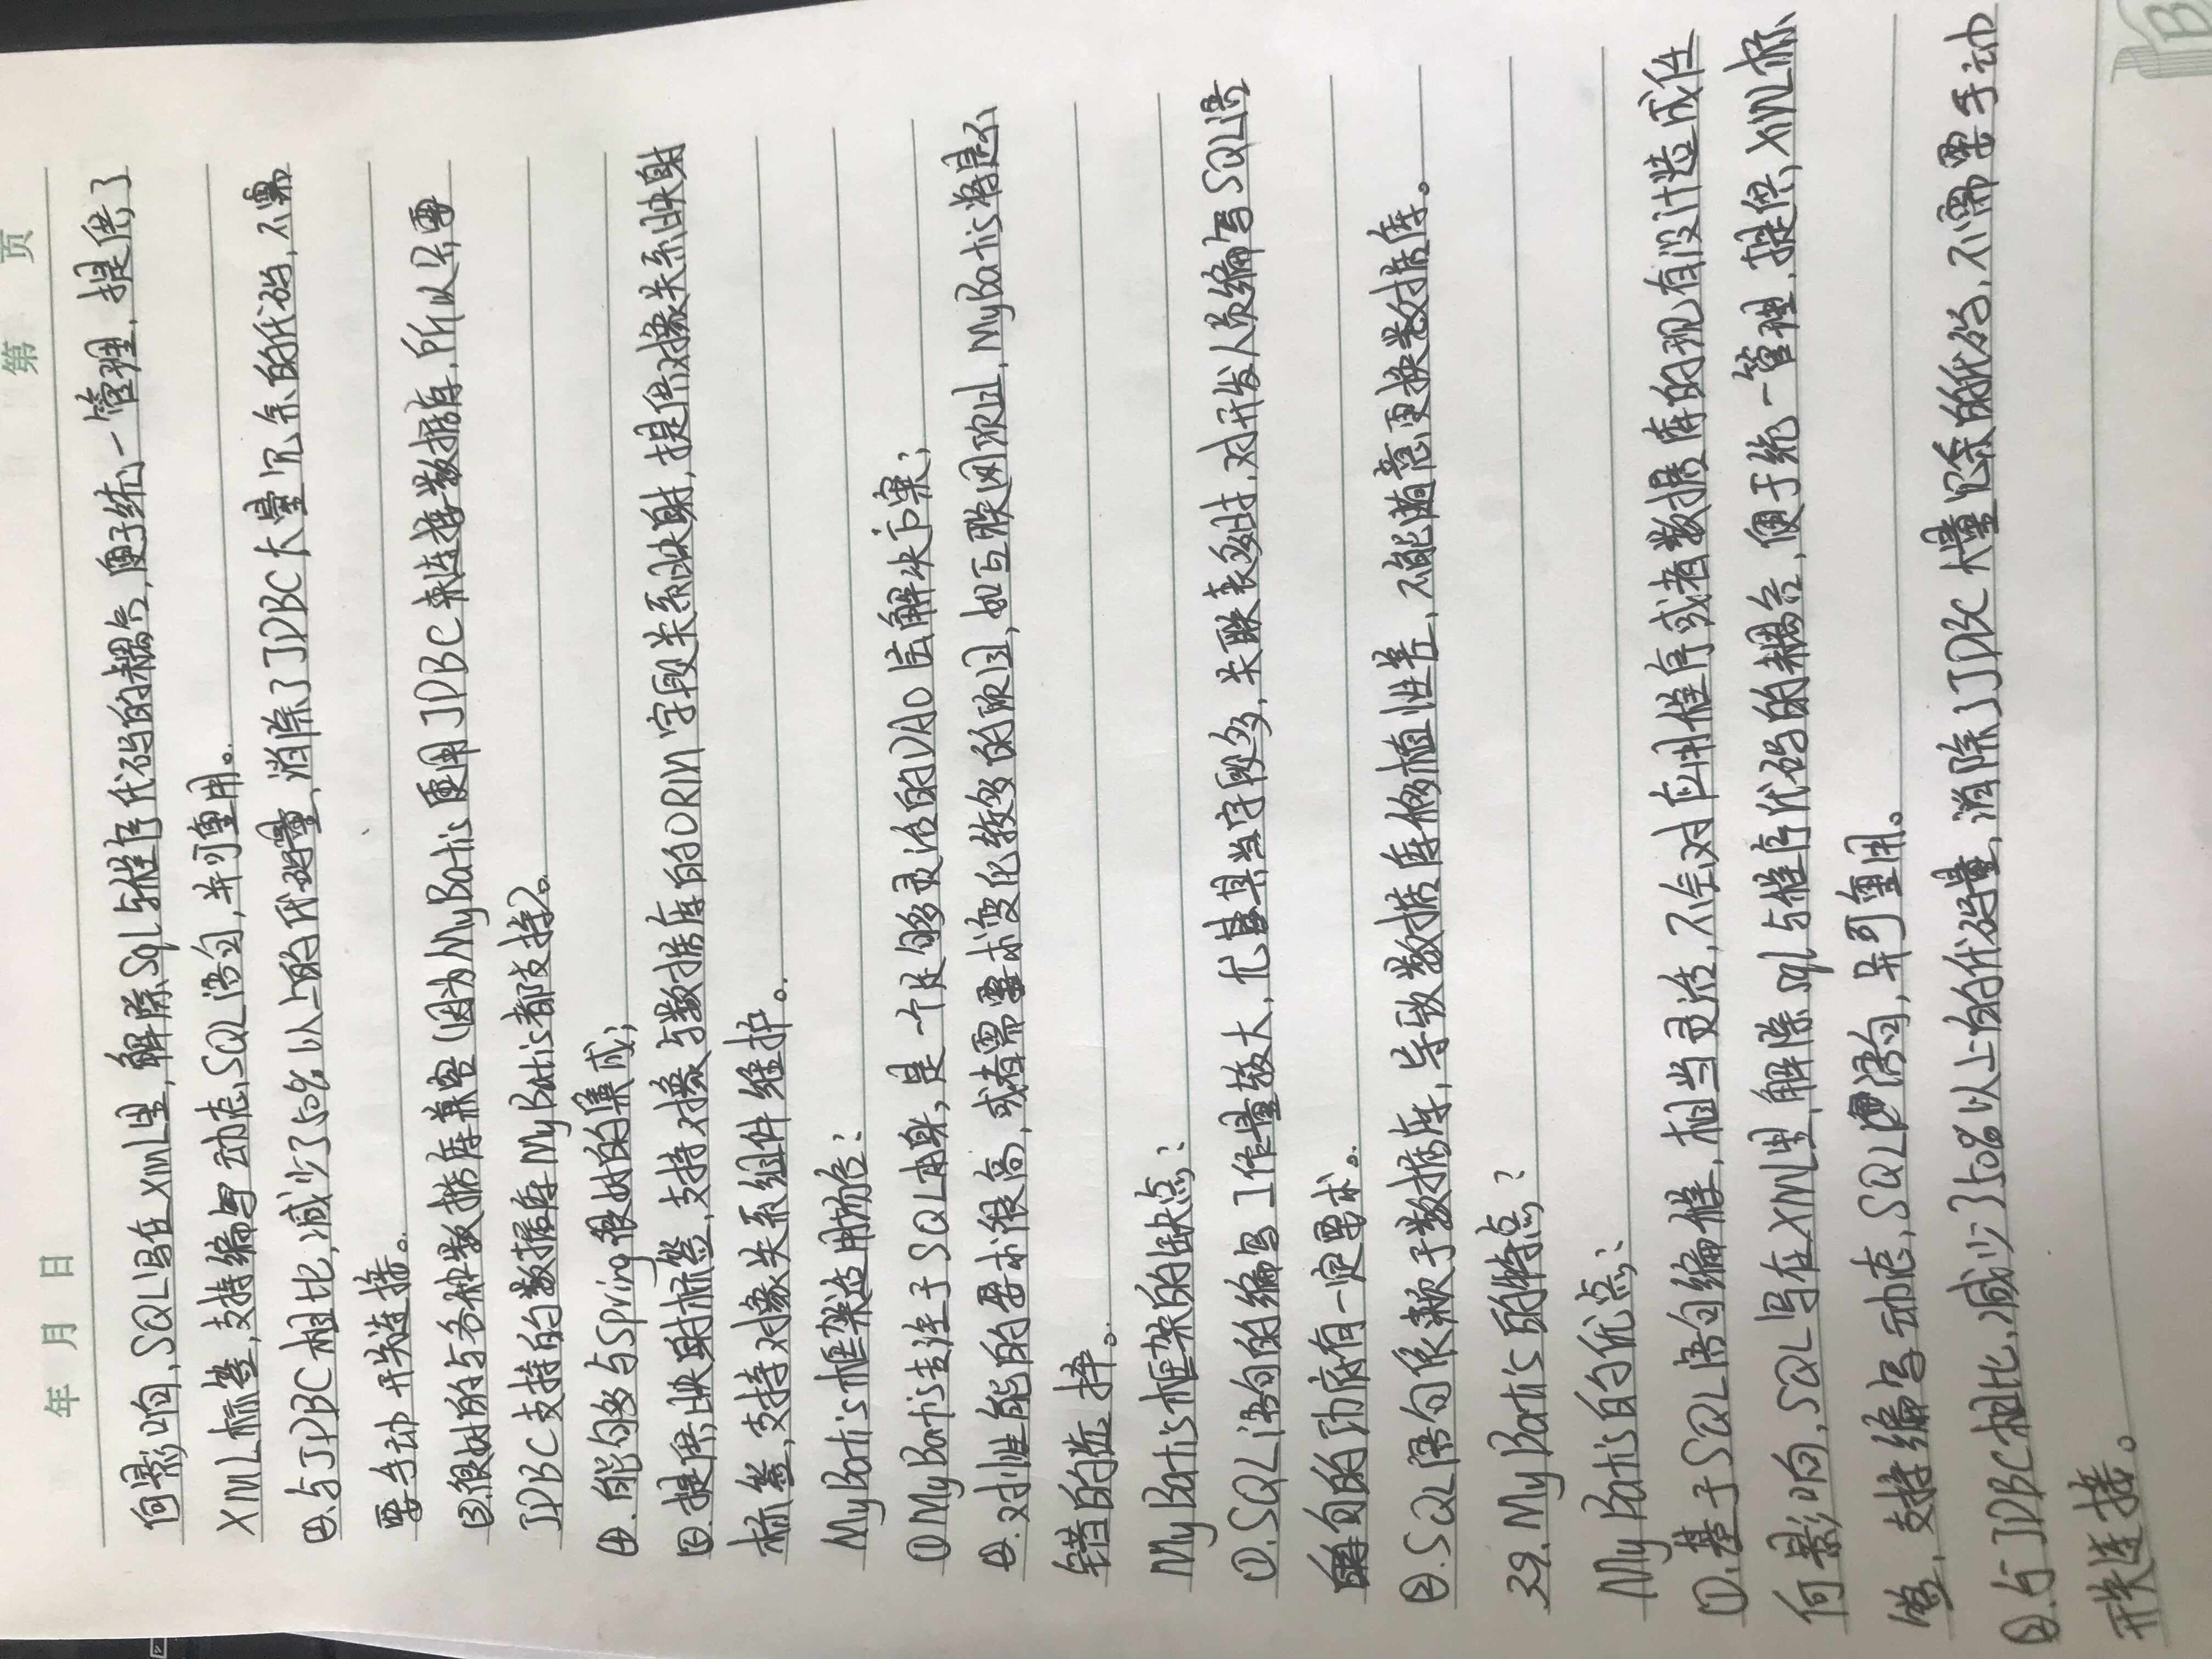 第 页
年 月 日
何影响,SQL写在XmL里,解除Sql与程序代码的耦合,便于统一管理,提供了
XML标签,支持编写动态SQL语句,并可重用。
②.与JDBC相比,减少了50%以上的代码量,消除了JDBC大量冗余的代码,不需
要手动开关连接。
③.很好的与各种数据库兼容(因为MyBatis使用JDBC来连接数据库,所以只要
JDBC支持的数据库MyBatis都支持)。
④.能够多与Spring很好的集成;
⑤.提供映射标签,支持对象与数据库的ORM字段关系映射,提供对象关系映射
标签,支持对象关系组件维护。
MyBatis框架适用场合:
①MyBatis专注于SQL本身,是一个足够灵活的DAO层解决方案;
②.对性能的要求很高,或者需要求变化较多的项目,如互联网项目,MyBatis将是不
错的选择。
MyBatis框架的缺点:
①.SQL语句的编写工作量较大,尤其当字段多,关联表多时,对开发人员编写SQL语
句的功底有一定要求。
②.SQL语句依赖于数据库,导致数据库移植性差,不能随意更换数据库。
39.MyBatis的特点?
MyBatis的优点:
①.基于SQL语句编程,相当灵活,不会对应用程序或者数据库的现有设计造成任
何影响,SQL写在XML里,解除sql与程序代码的耦合,便于统一管理,提供XML标
签,支持编写动态,SQL语句,并可重用。
②.与JDBC相比,减少了50%以上的代码量,消除了JDBC大量冗余的代码,不需要手动
开关连接。
B